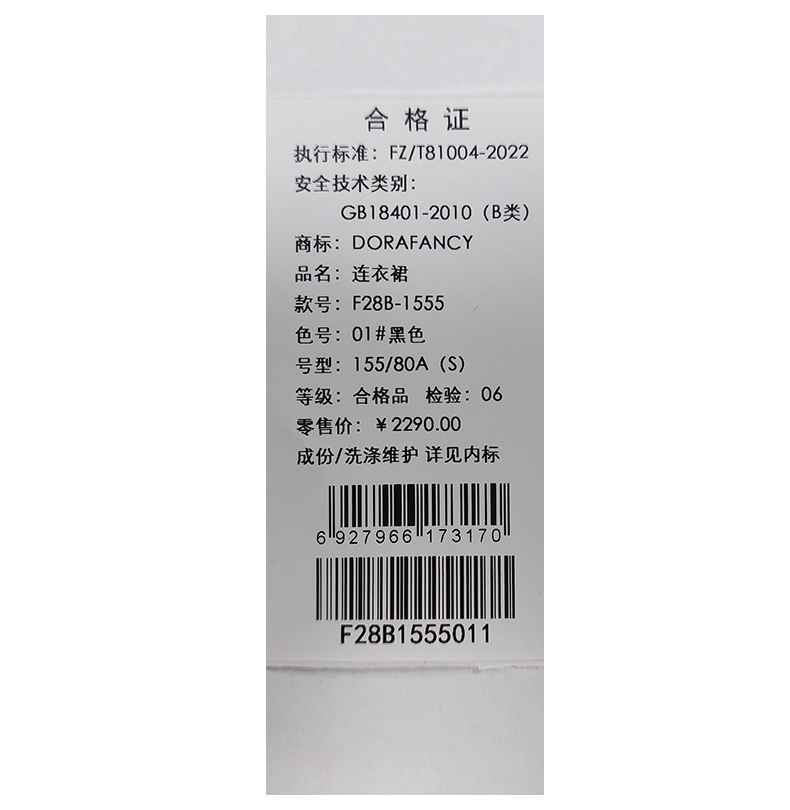 合格证
执行标准：FZ/T81004-2022
安全技术类别：
GB18401-2010（B类）
商标：DORAFANCY
品名：连衣裙
款号：F28B-1555
色号：01#黑色
号型：155/80A（S）
等级：合格品 检验：06
零售价：￥2290.00
成份/洗涤维护 详见内标
6 927966 173170
F28B1555011